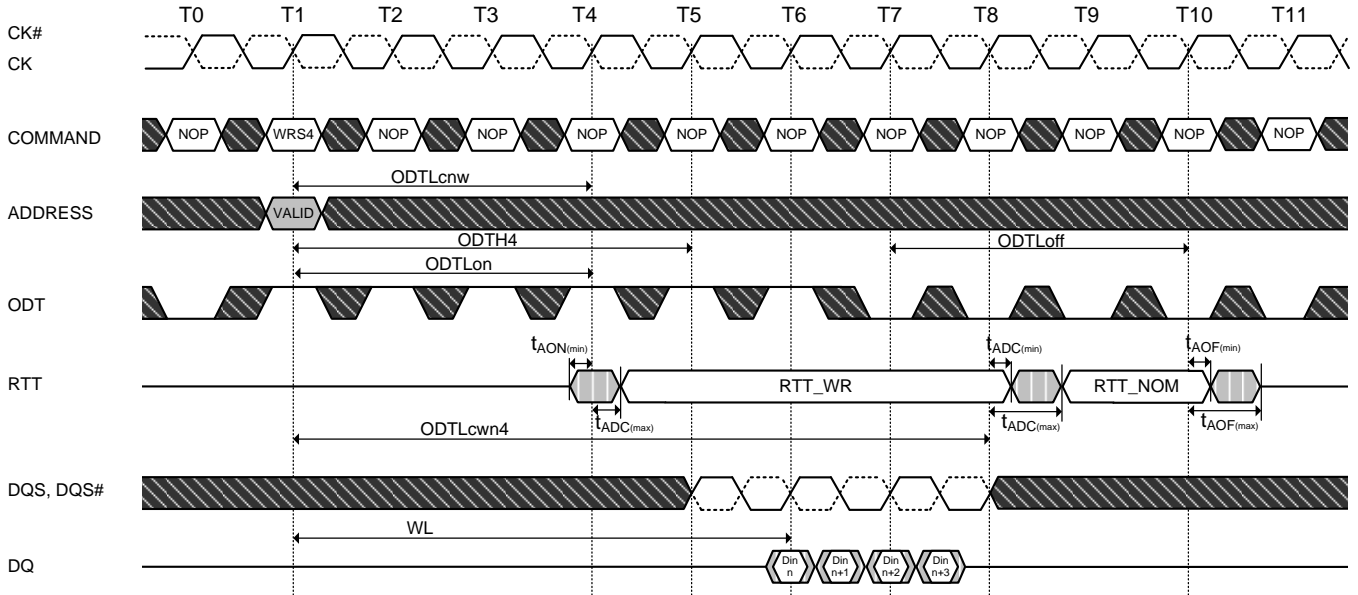 T0 T1 T2 T3 T4 T5 T6 T7 T8 T9 T10 T11
CK#
CK
COMMAND NOP WRS4 NOP NOP NOP NOP NOP NOP NOP NOP NOP NOP
ODTLcnw
ADDRESS VALID
ODTH4 ODTLoff
ODTLon
ODT
tAON(min) tADC(min) tAOF(min)
RTT RTT_WR RTT_NOM
tADC(max) tADC(max) tAOF(max)
ODTLcwn4
DQS, DQS#
WL
DQ Din n Din n+1 Din n+2 Din n+3